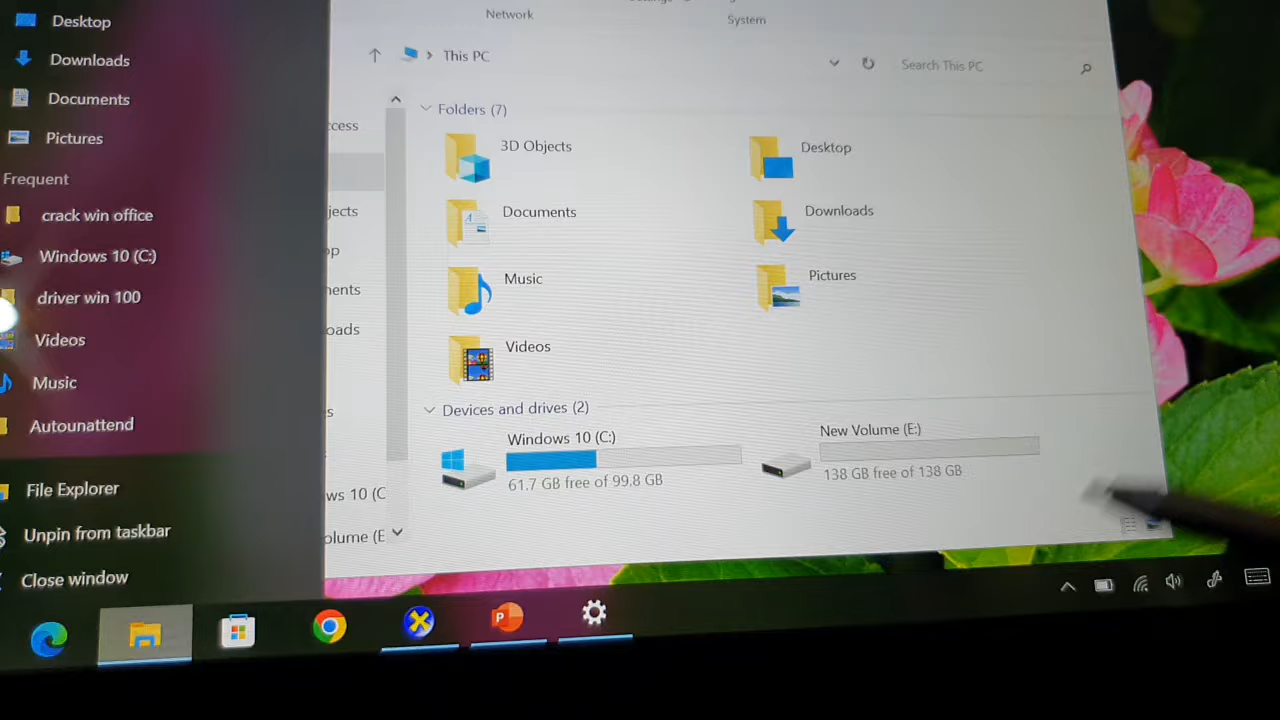 Desktop
Downloads
Documents
Pictures
Frequent
crack win office
Windows 10 (C:)
driver win 100
Videos
Music
Autounattend
File Explorer
Unpin from taskbar
Close window
Network
System
This PC
Search This PC
cess
jects
op
nents
oads
s
ws 10 (C
olume (E
Folders (7)
3D Objects
Desktop
Documents
Downloads
Music
Pictures
Videos
Devices and drives (2)
Windows 10 (C:)
61.7 GB free of 99.8 GB
New Volume (E:)
138 GB free of 138 GB
P